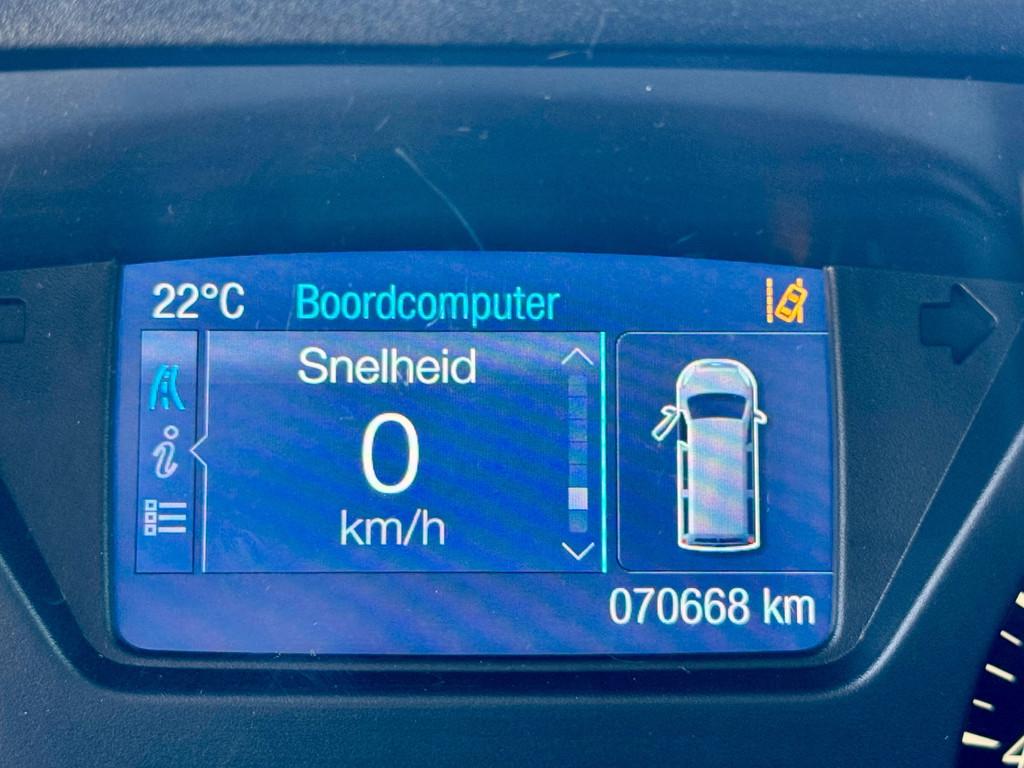 22°C Boordcomputer
Snelheid
0
km/h
070668 km